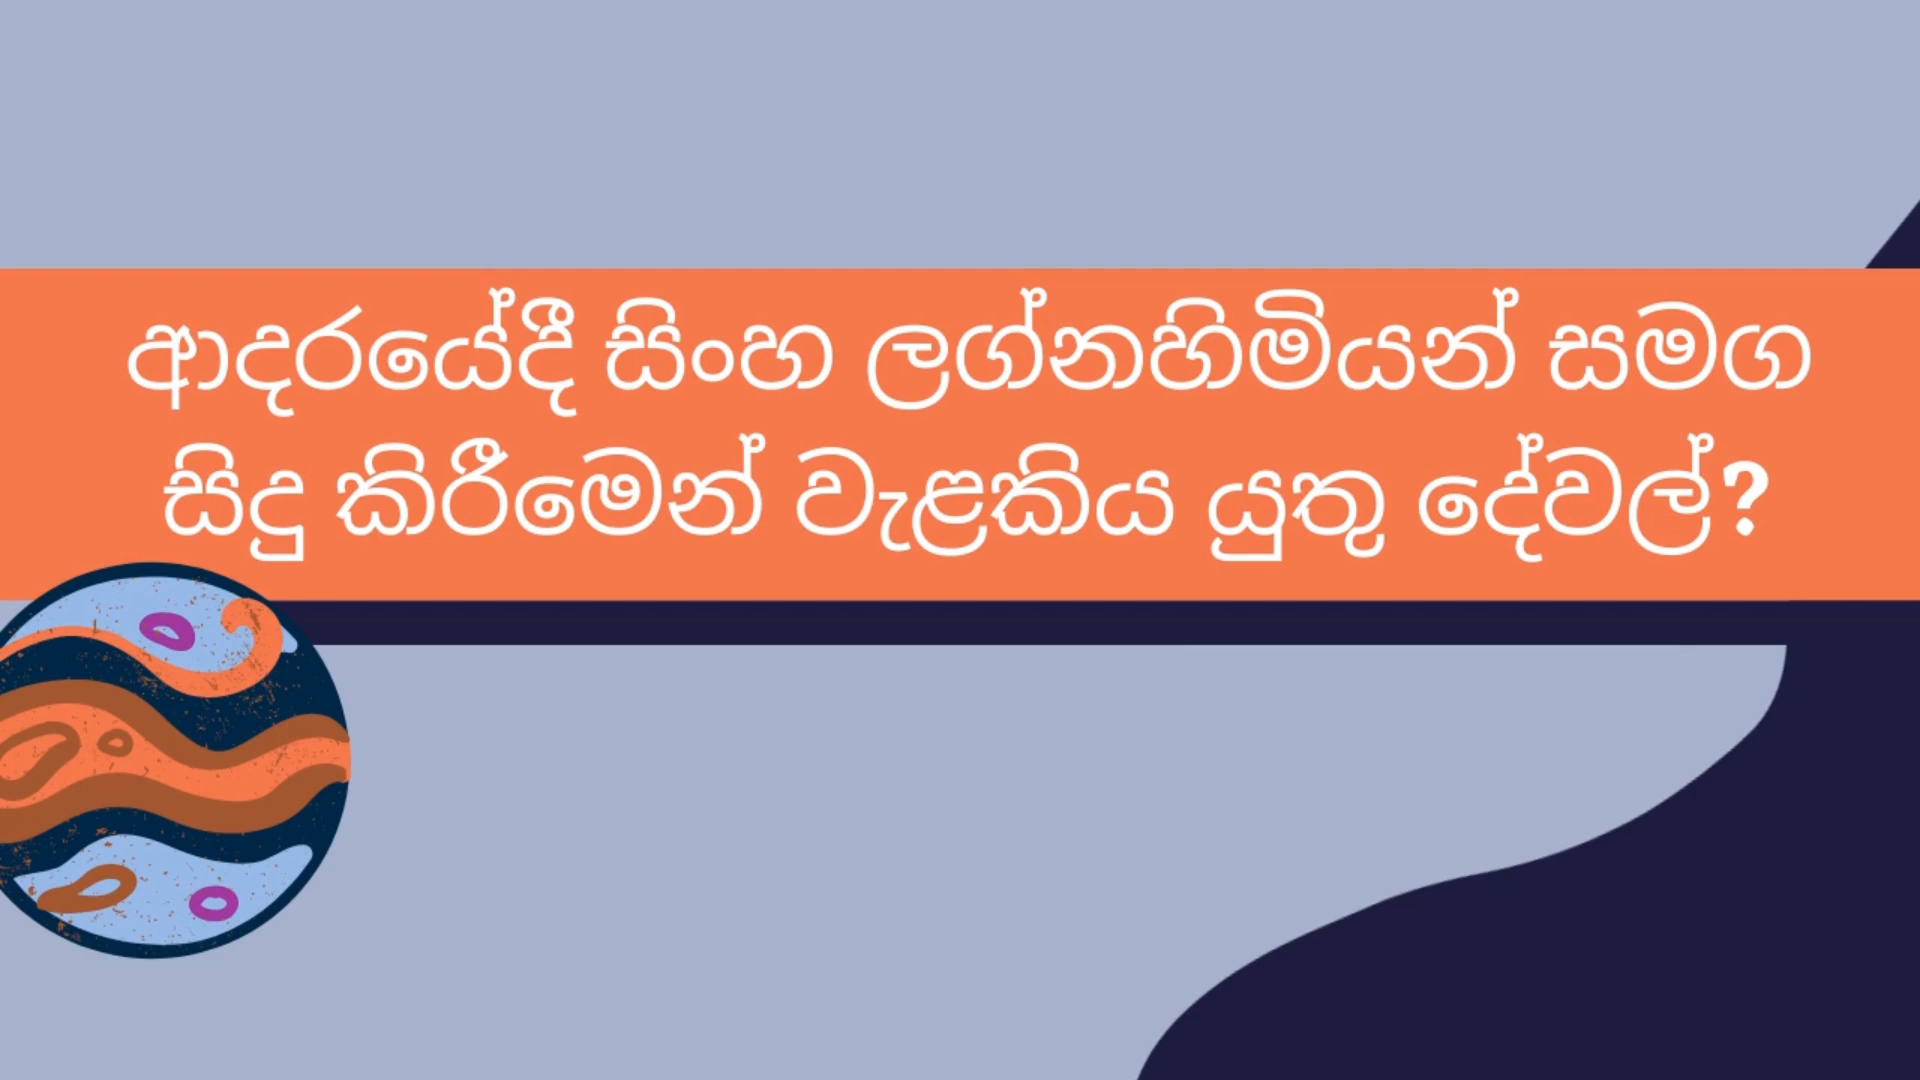 ආදරයේදී සිංහ ලග්නහිමියන් සමග
සිදු කිරීමෙන් වැළකිය යුතු දේවල්?